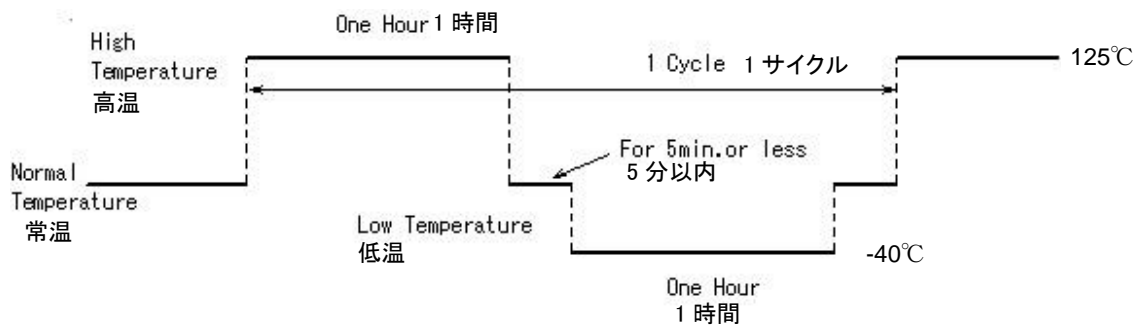 One Hour 1 時間
High
Temperature
高温
1 Cycle 1 サイクル
125℃
For 5min.or less
5 分以内
Normal
Temperature
常温
Low Temperature
低温
-40℃
One Hour
1 時間